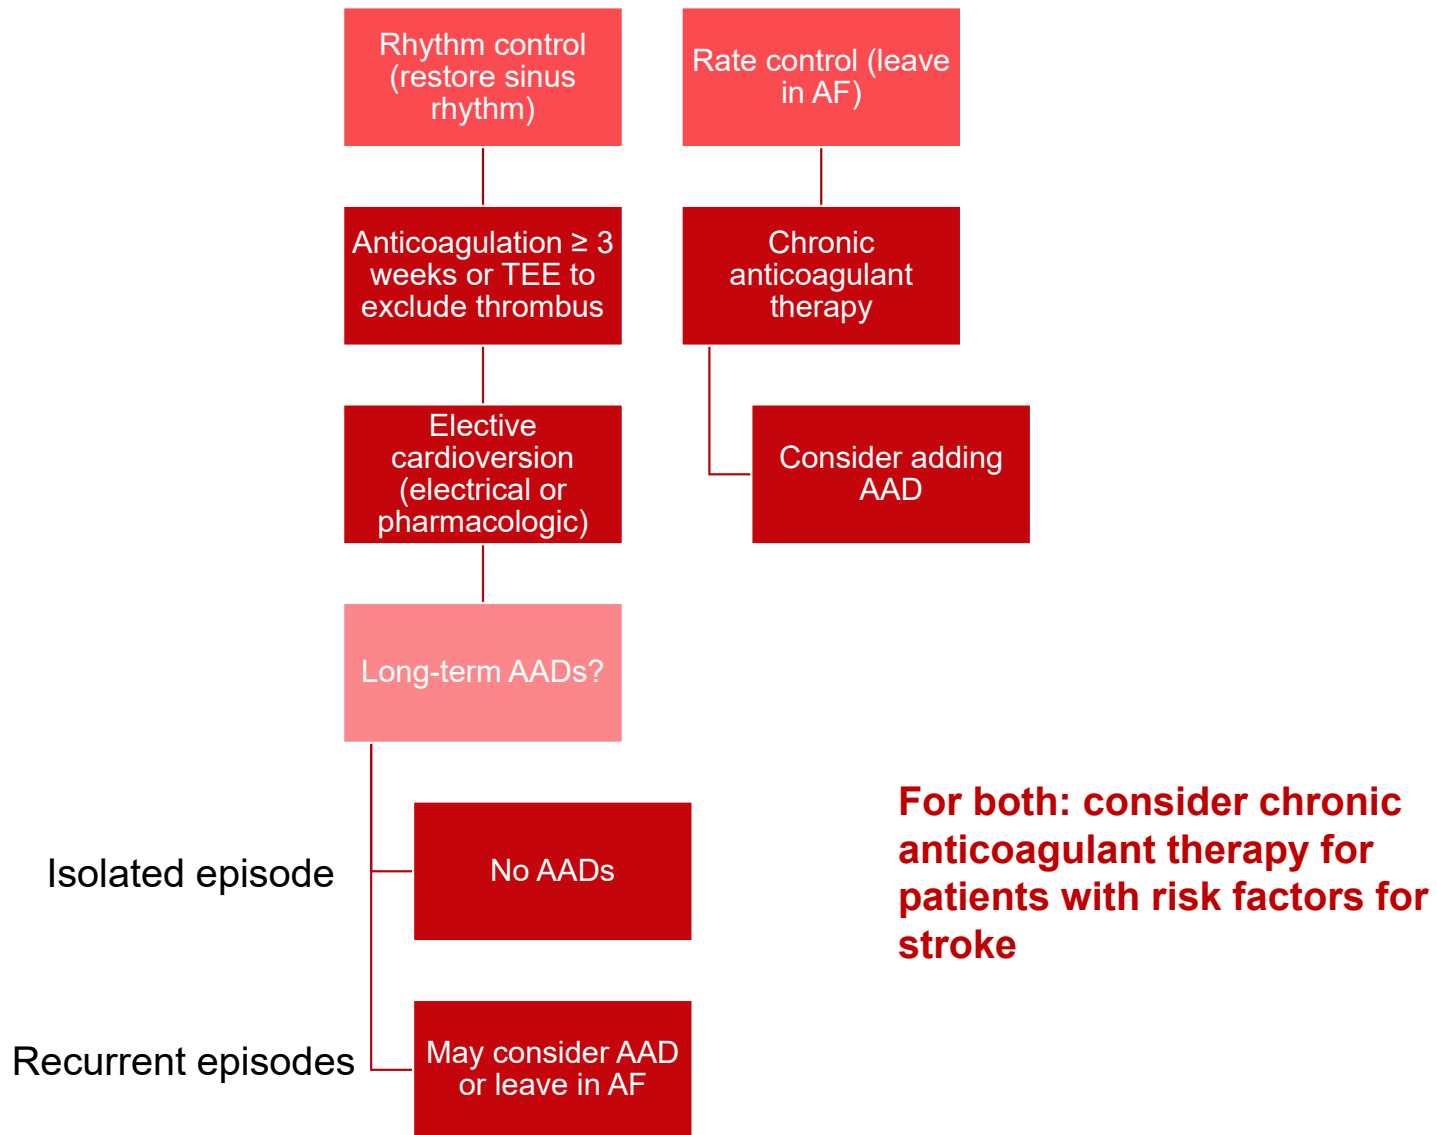 Rhythm control
(restore sinus
rhythm)
Rate control (leave
in AF)
Anticoagulation ≥ 3
weeks or TEE to
exclude thrombus
Chronic
anticoagulant
therapy
Elective
cardioversion
(electrical or
pharmacologic)
Consider adding
AAD
Long-term AADs?
Isolated episode
No AADs
For both: consider chronic
anticoagulant therapy for
patients with risk factors for
stroke
Recurrent episodes
May consider AAD
or leave in AF